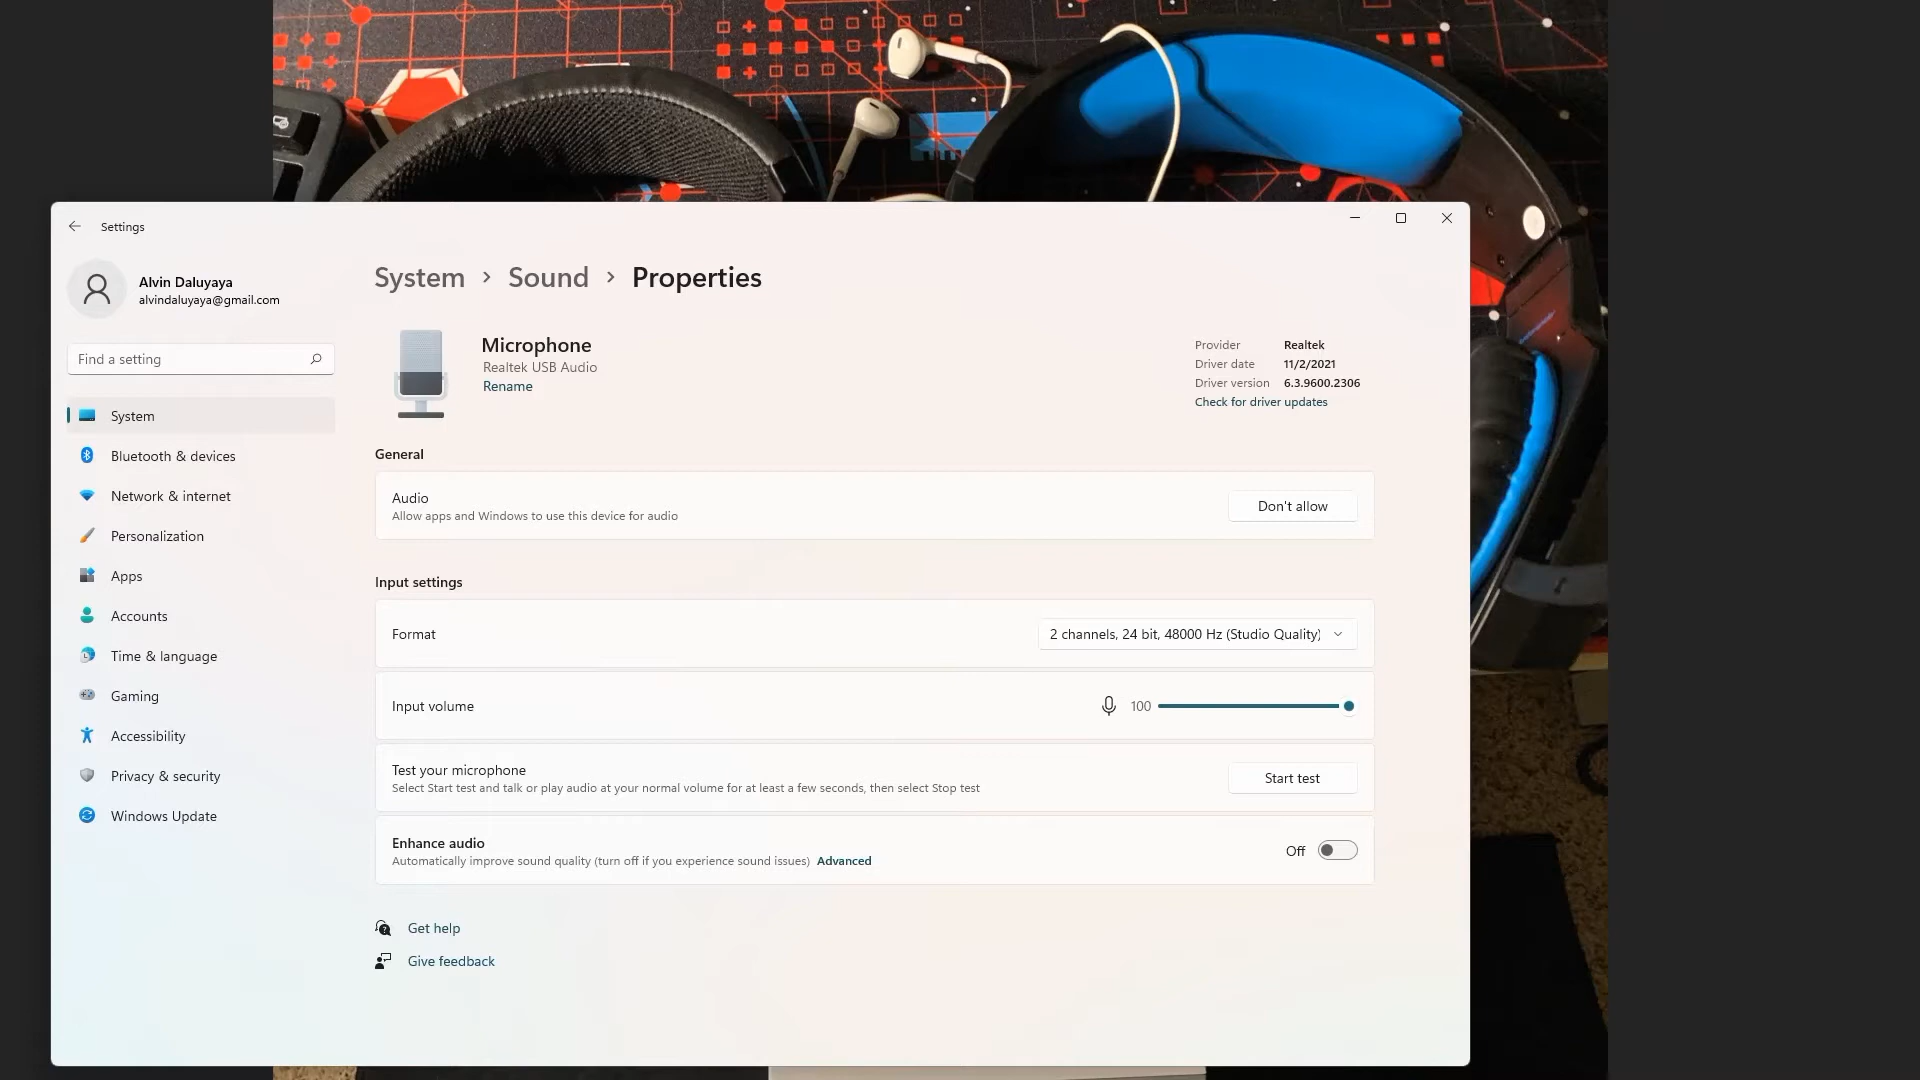 Settings
Alvin Daluyaya
alvindaluyaya@gmail.com
Find a setting
System
Bluetooth & devices
Network & internet
Personalization
Apps
Accounts
Time & language
Gaming
Accessibility
Privacy & security
Windows Update
System > Sound > Properties
Microphone
Realtek USB Audio
Rename
Provider Realtek
Driver date 11/2/2021
Driver version 6.3.9600.2306
Check for driver updates
General
Audio
Allow apps and Windows to use this device for audio
Don't allow
Input settings
Format
2 channels, 24 bit, 48000 Hz (Studio Quality)
Input volume
100
Test your microphone
Select Start test and talk or play audio at your normal volume for at least a few seconds, then select Stop test
Start test
Enhance audio
Automatically improve sound quality (turn off if you experience sound issues) Advanced
Off
Get help
Give feedback